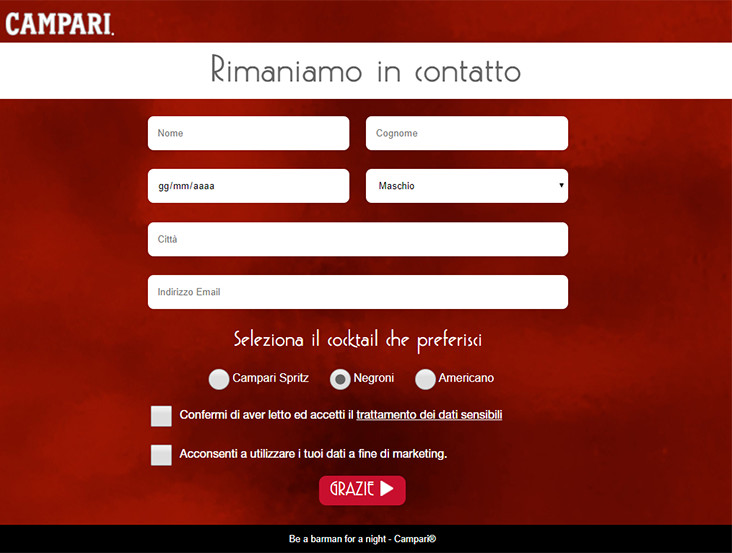 CAMPARI.
Rimaniamo in contatto
Nome
Cognome
gg/mm/aaaa
Maschio
Città
Indirizzo Email
Seleziona il cocktail che preferisci
Campari Spritz
Negroni
Americano
Confermi di aver letto ed accetti il trattamento dei dati sensibili
Acconsenti a utilizzare i tuoi dati a fine di marketing.
GRAZIE
Be a barman for a night - Campari®